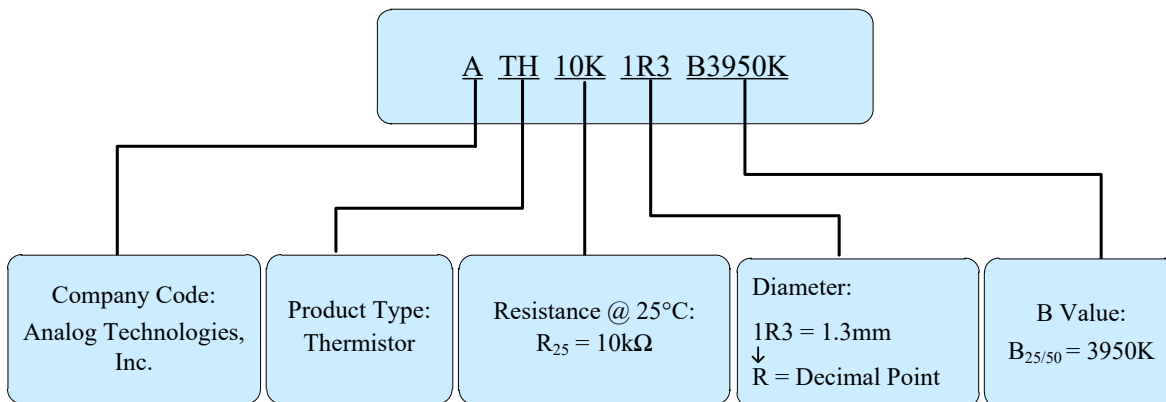 A TH 10K 1R3 B3950K
Company Code:
Analog Technologies,
Inc.
Product Type:
Thermistor
Resistance @ 25°C:
R₂₅ = 10kΩ
Diameter:
1R3 = 1.3mm
↓
R = Decimal Point
B Value:
B₂₅/₅₀ = 3950K